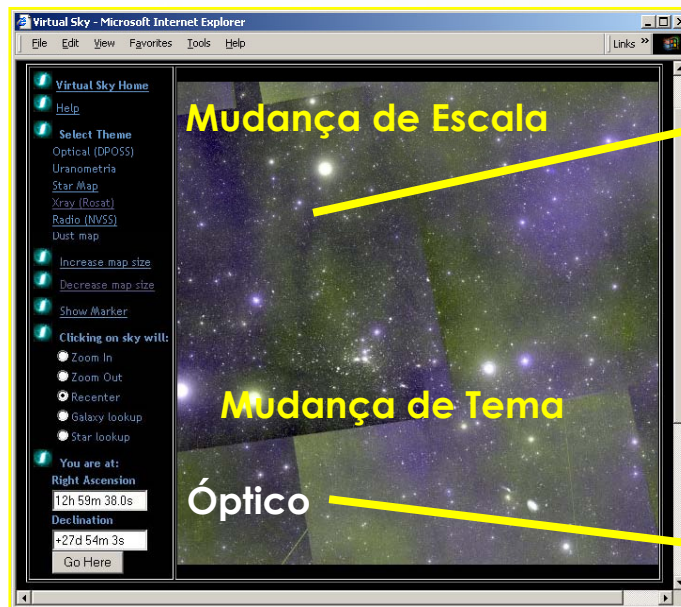 Virtual Sky - Microsoft Internet Explorer
File Edit View Favorites Tools Help
Links »
Virtual Sky Home
Help
Select Theme
Optical (DPOSS)
Uranometria
Star Map
Xray (Rosat)
Radio (NVSS)
Dust map
Increase map size
Decrease map size
Show Marker
Clicking on sky will:
Zoom In
Zoom Out
Recenter
Galaxy lookup
Star lookup
You are at:
Right Ascension
12h 59m 38.0s
Declination
+27d 54m 3s
Go Here
Mudança de Escala
Mudança de Tema
Óptico